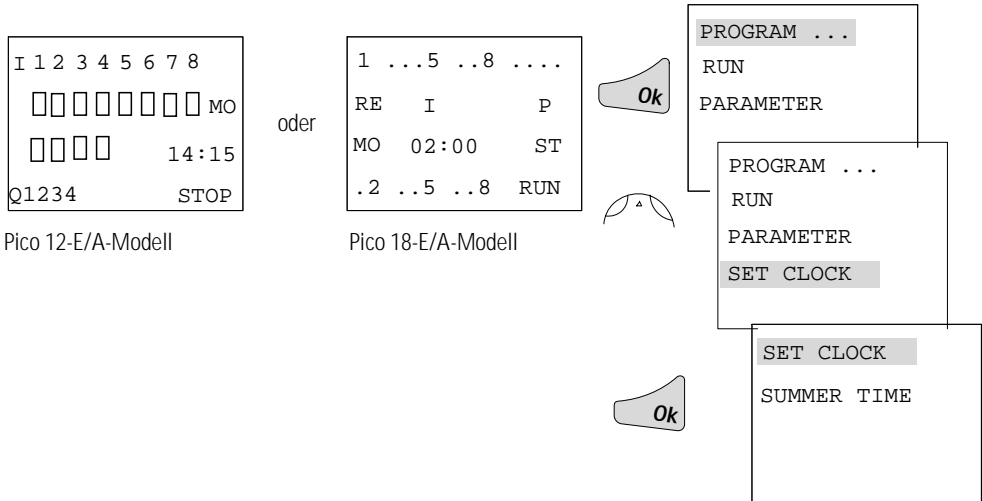 I 1 2 3 4 5 6 7 8
MO
14:15
Q1234 STOP
Pico 12-E/A-Modell
oder
1 ...5 ..8 ....
RE I P
MO 02:00 ST
.2 ..5 ..8 RUN
Pico 18-E/A-Modell
Ok
PROGRAM ...
RUN
PARAMETER
PROGRAM ...
RUN
PARAMETER
SET CLOCK
Ok
SET CLOCK
SUMMER TIME